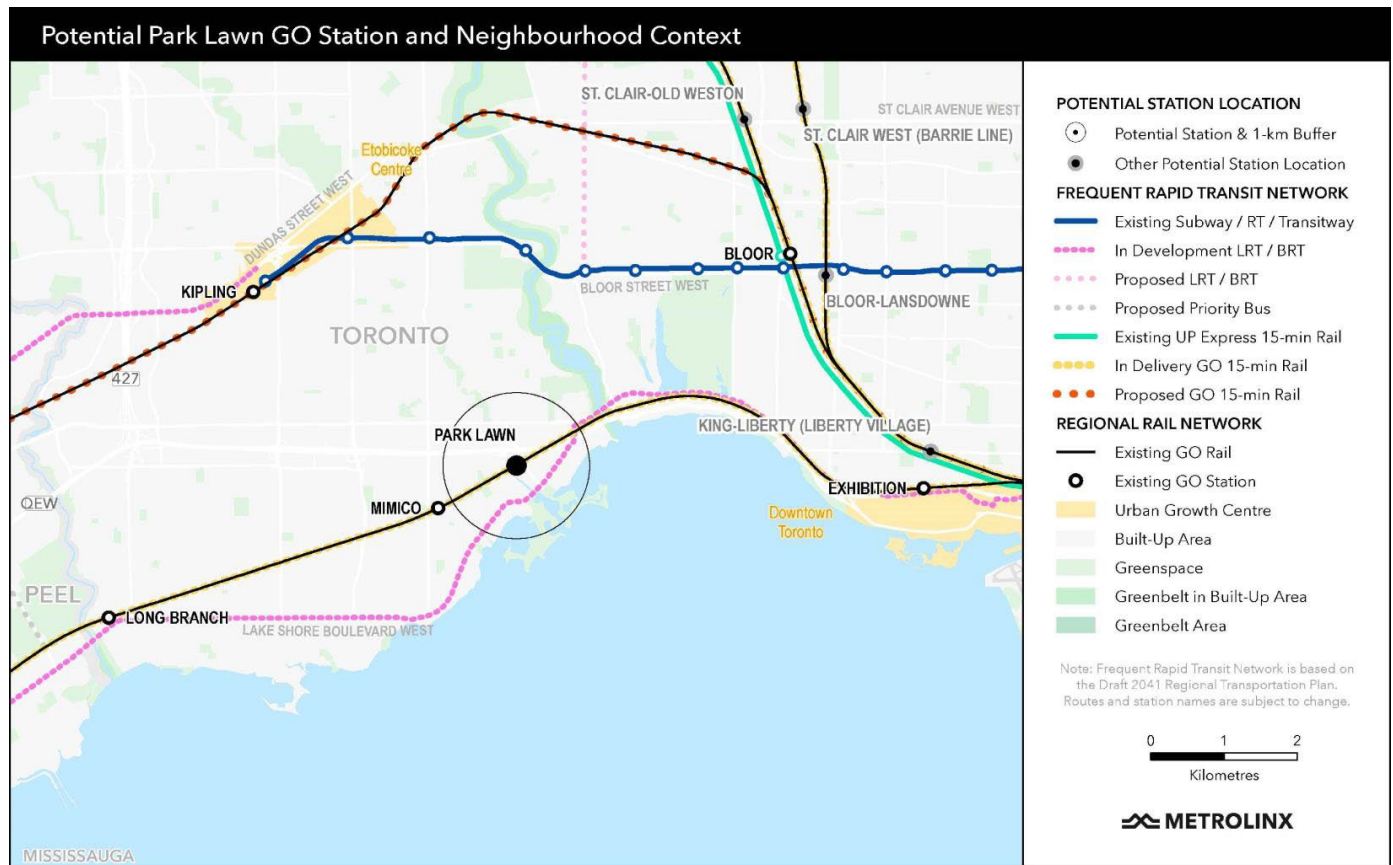 Potential Park Lawn GO Station and Neighbourhood Context
ST. CLAIR-OLD WESTON
ST CLAIR AVENUE WEST
ST. CLAIR WEST (BARRIE LINE)
Etobicoke
Centre
DUNDAS STREET WEST
BLOOR
KIPLING
BLOOR STREET WEST
BLOOR-LANSDOWNE
TORONTO
427
PARK LAWN
KING-LIBERTY (LIBERTY VILLAGE)
QEW
MIMICO
EXHIBITION
Downtown
Toronto
PEEL
LONG BRANCH
LAKE SHORE BOULEVARD WEST
MISSISSAUGA
POTENTIAL STATION LOCATION
Potential Station & 1-km Buffer
Other Potential Station Location
FREQUENT RAPID TRANSIT NETWORK
Existing Subway / RT / Transitway
In Development LRT / BRT
Proposed LRT / BRT
Proposed Priority Bus
Existing UP Express 15-min Rail
In Delivery GO 15-min Rail
Proposed GO 15-min Rail
REGIONAL RAIL NETWORK
Existing GO Rail
Existing GO Station
Urban Growth Centre
Built-Up Area
Greenspace
Greenbelt in Built-Up Area
Greenbelt Area
Note: Frequent Rapid Transit Network is based on
the Draft 2041 Regional Transportation Plan.
Routes and station names are subject to change.
0 1 2
Kilometres
METROLINX